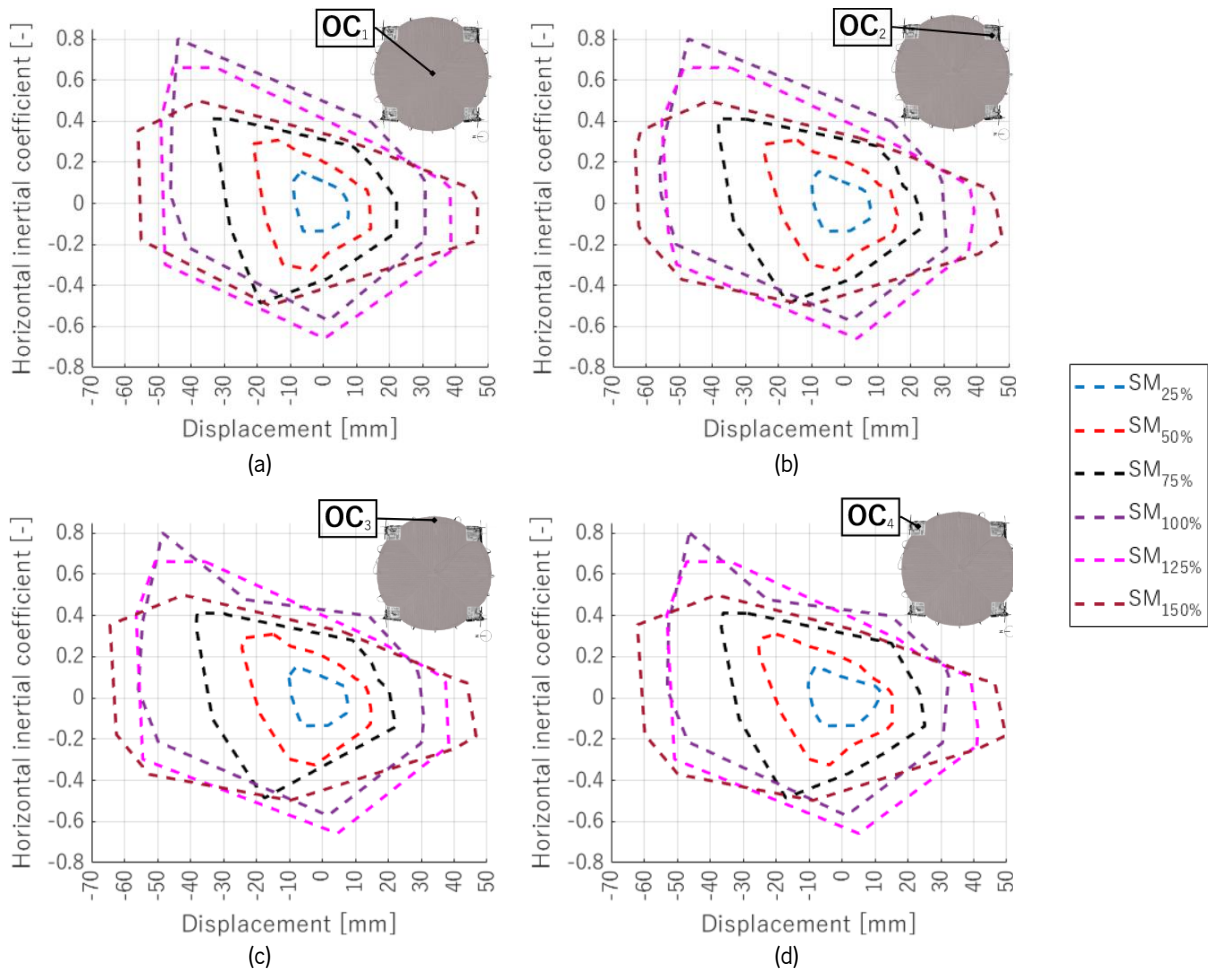 OC1
OC2
Horizontal inertial coefficient [-]
0.8
0.6
0.4
0.2
0
-0.2
-0.4
-0.6
-0.8
-70 -60 -50 -40 -30 -20 -10 0 10 20 30 40 50
Displacement [mm]
(a)
Horizontal inertial coefficient [-]
0.8
0.6
0.4
0.2
0
-0.2
-0.4
-0.6
-0.8
-70 -60 -50 -40 -30 -20 -10 0 10 20 30 40 50
Displacement [mm]
(b)
SM25%
SM50%
SM75%
SM100%
SM125%
SM150%
OC3
OC4
Horizontal inertial coefficient [-]
0.8
0.6
0.4
0.2
0
-0.2
-0.4
-0.6
-0.8
-70 -60 -50 -40 -30 -20 -10 0 10 20 30 40 50
Displacement [mm]
(c)
Horizontal inertial coefficient [-]
0.8
0.6
0.4
0.2
0
-0.2
-0.4
-0.6
-0.8
-70 -60 -50 -40 -30 -20 -10 0 10 20 30 40 50
Displacement [mm]
(d)